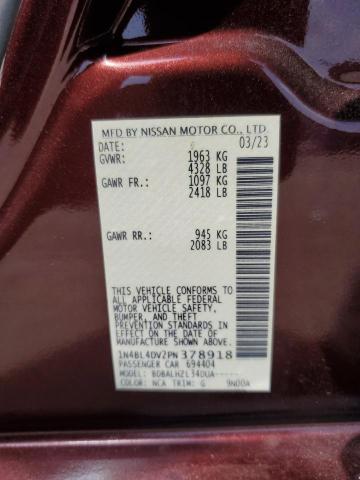 MFD BY NISSAN MOTOR CO., LTD.
DATE: 03/23
GVWR: 1963 KG
4328 LB
GAWR FR.: 1097 KG
2418 LB
GAWR RR.: 945 KG
2083 LB
THIS VEHICLE CONFORMS
TO ALL APPLICABLE FEDERAL
MOTOR VEHICLE SAFETY,
BUMPER, AND THEFT
PREVENTION STANDARDS
IN EFFECT ON THE DATE
OF MANUFACTURE SHOWN ABOVE.
1N4BL4DV2PN378918
PASSENGER CAR 694404
MODEL: BDBALHZL34DUA-----
COLOR: NCA TRIM: G 9N00A